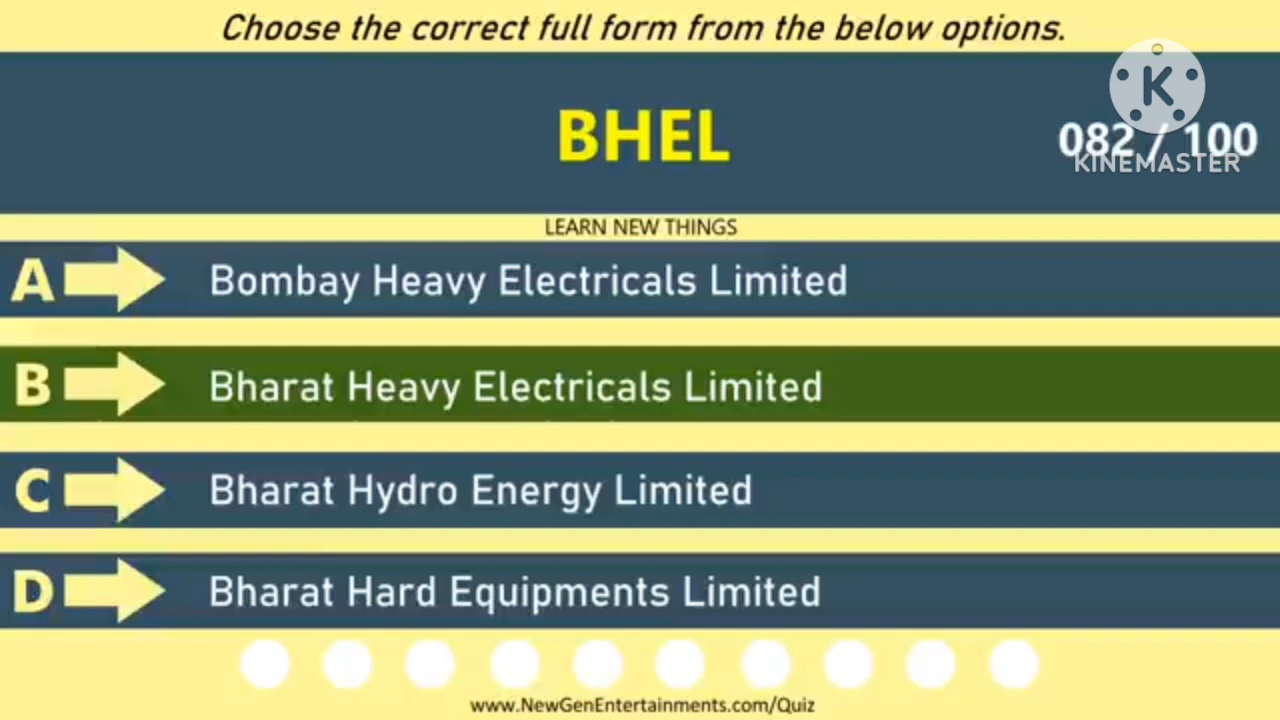 Choose the correct full form from the below options.
BHEL
K
082 / 100
KINEMASTER
LEARN NEW THINGS
A Bombay Heavy Electricals Limited
B Bharat Heavy Electricals Limited
C Bharat Hydro Energy Limited
D Bharat Hard Equipments Limited
www.NewGenEntertainments.com/Quiz